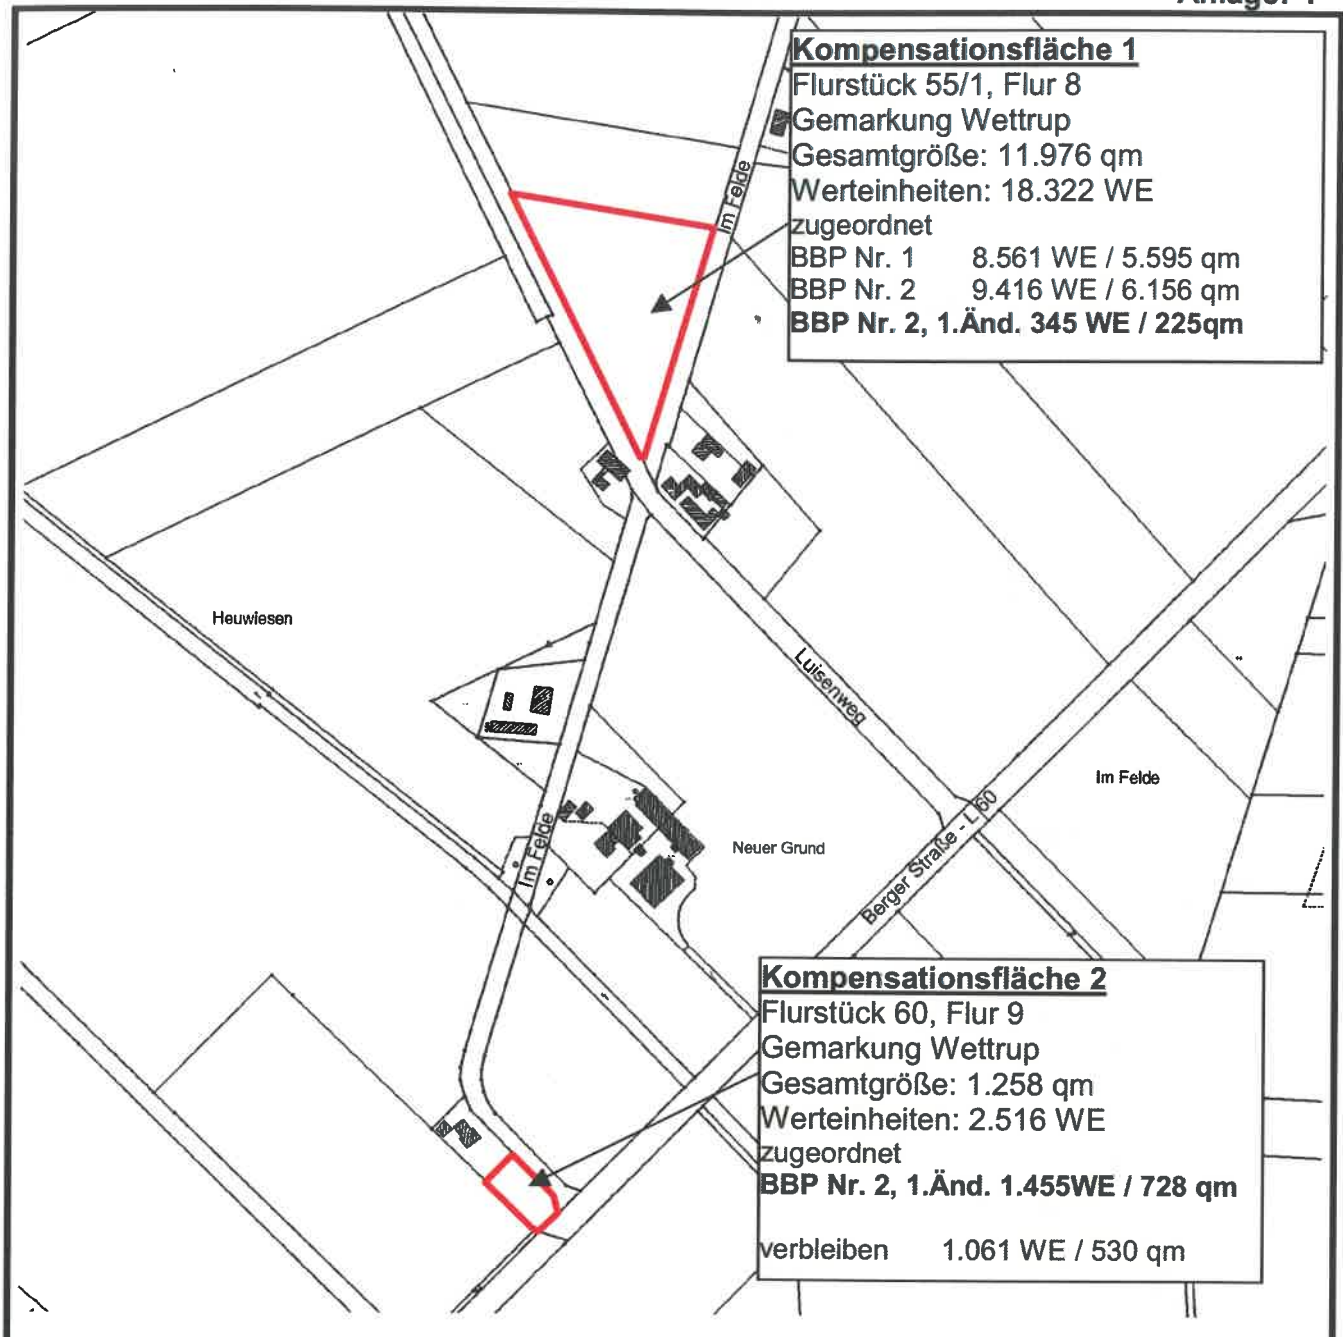 Kompensationsfläche 1
Flurstück 55/1, Flur 8
Gemarkung Wettrup
Gesamtgröße: 11.976 qm
Werteinheiten: 18.322 WE
zugeordnet
BBP Nr. 1 8.561 WE / 5.595 qm
BBP Nr. 2 9.416 WE / 6.156 qm
BBP Nr. 2, 1.Änd. 345 WE / 225qm
Im Felde
Heuwiesen
Luisenweg
Im Felde
Berger Straße - L 60
Im Felde
Neuer Grund
Kompensationsfläche 2
Flurstück 60, Flur 9
Gemarkung Wettrup
Gesamtgröße: 1.258 qm
Werteinheiten: 2.516 WE
zugeordnet
BBP Nr. 2, 1.Änd. 1.455WE / 728 qm
verbleiben 1.061 WE / 530 qm